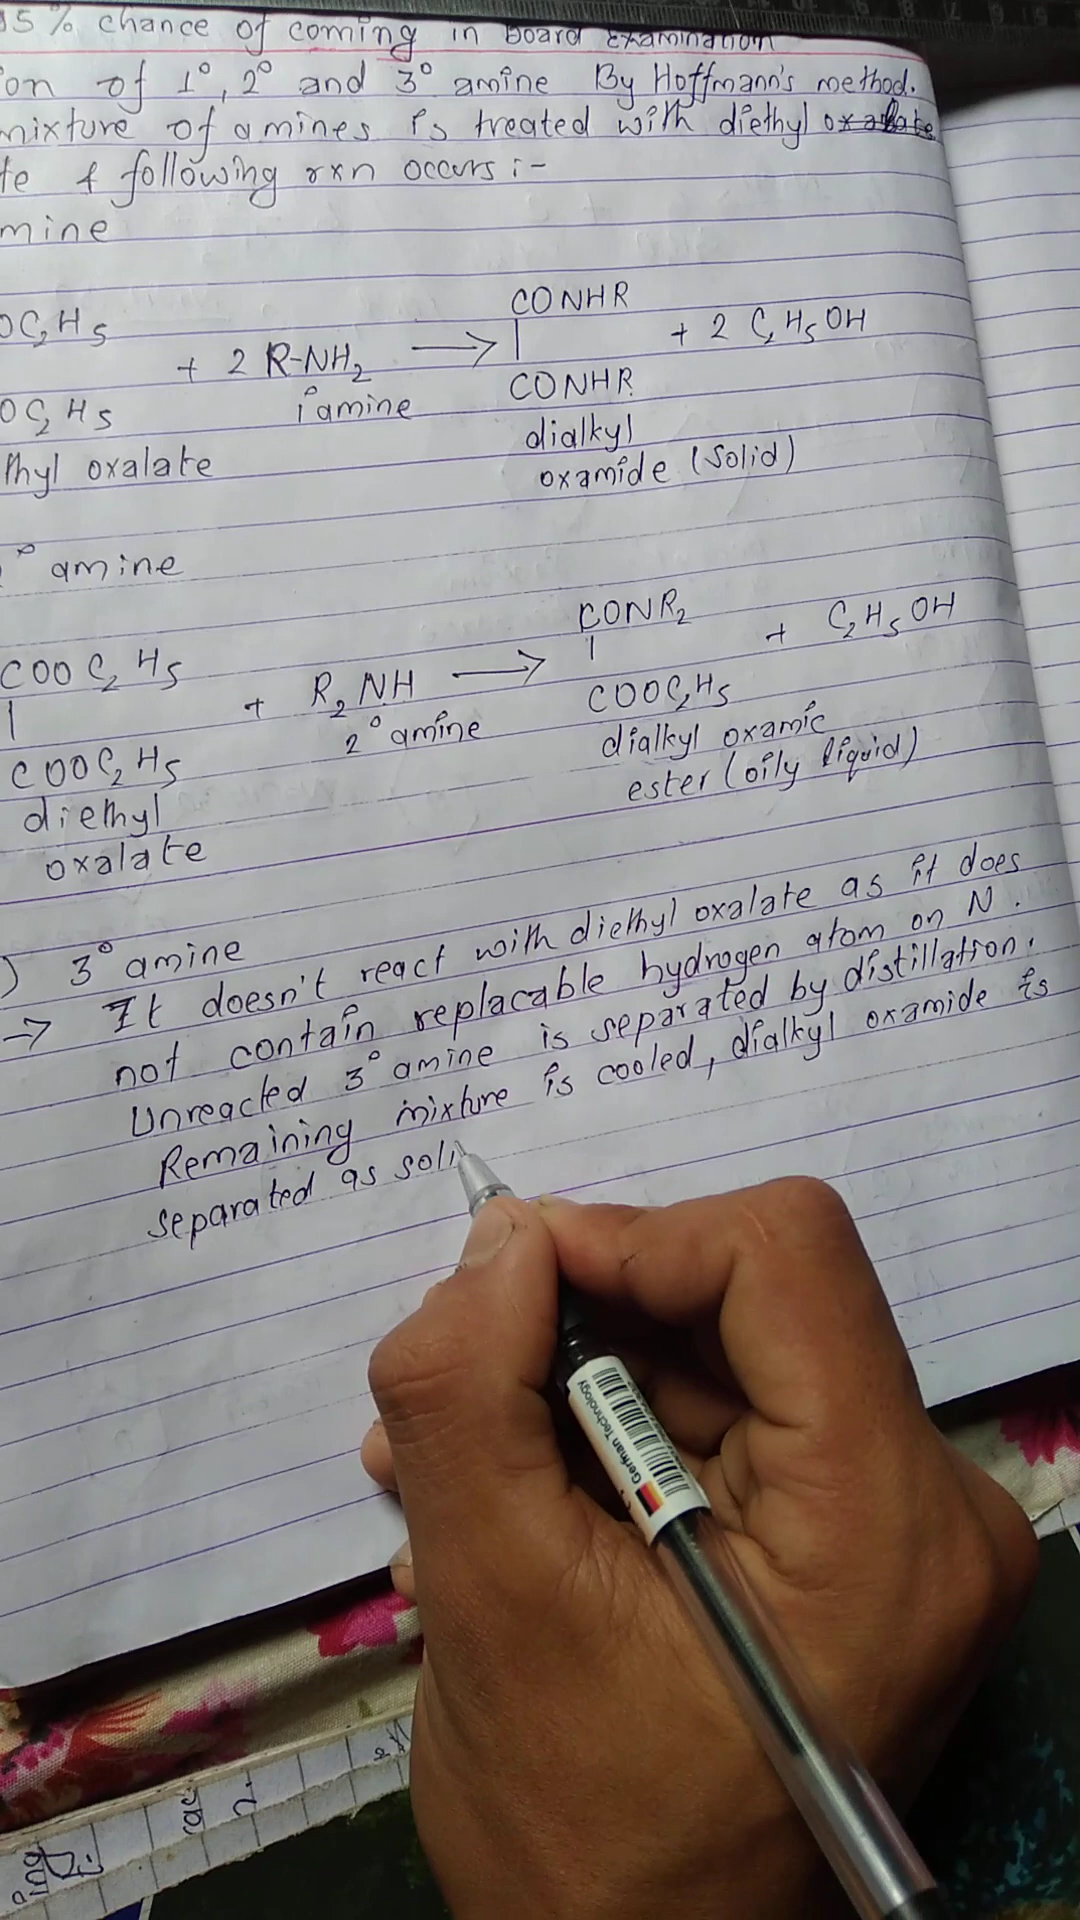 95% chance of coming in Board Examination
on of 1°, 2° and 3° amine By Hoffmann's method.
mixture of amines is treated with diethyl
te & following rxn occurs :-
mine
OC2H5 + 2 R-NH2 → CONHR | CONHR + 2 C2H5OH
OC2H5 1° amine
thyl oxalate dialkyl
oxamide (Solid)
° amine
COOC2H5 | COOC2H5 + R2NH → CONR2 | COOC2H5 + C2H5OH
2° amine dialkyl oxamic
diethyl ester (oily liquid)
oxalate
) 3° amine
→ It doesn't react with diethyl oxalate as it does
not contain replacable hydrogen atom on N.
Unreacted 3° amine is separated by distillation.
Remaining mixture is cooled, dialkyl oxamide is
separated as soli
German Technology
ing